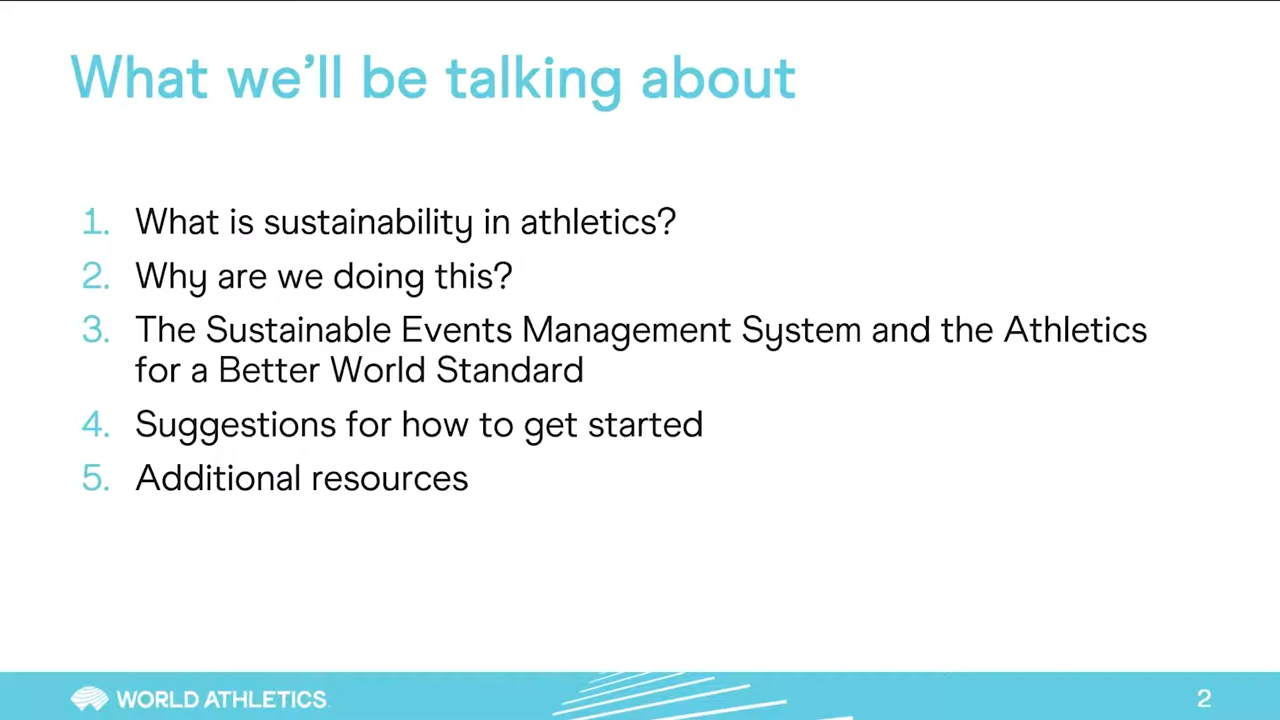 What we’ll be talking about
1. What is sustainability in athletics?
2. Why are we doing this?
3. The Sustainable Events Management System and the Athletics
for a Better World Standard
4. Suggestions for how to get started
5. Additional resources
WORLD ATHLETICS
2